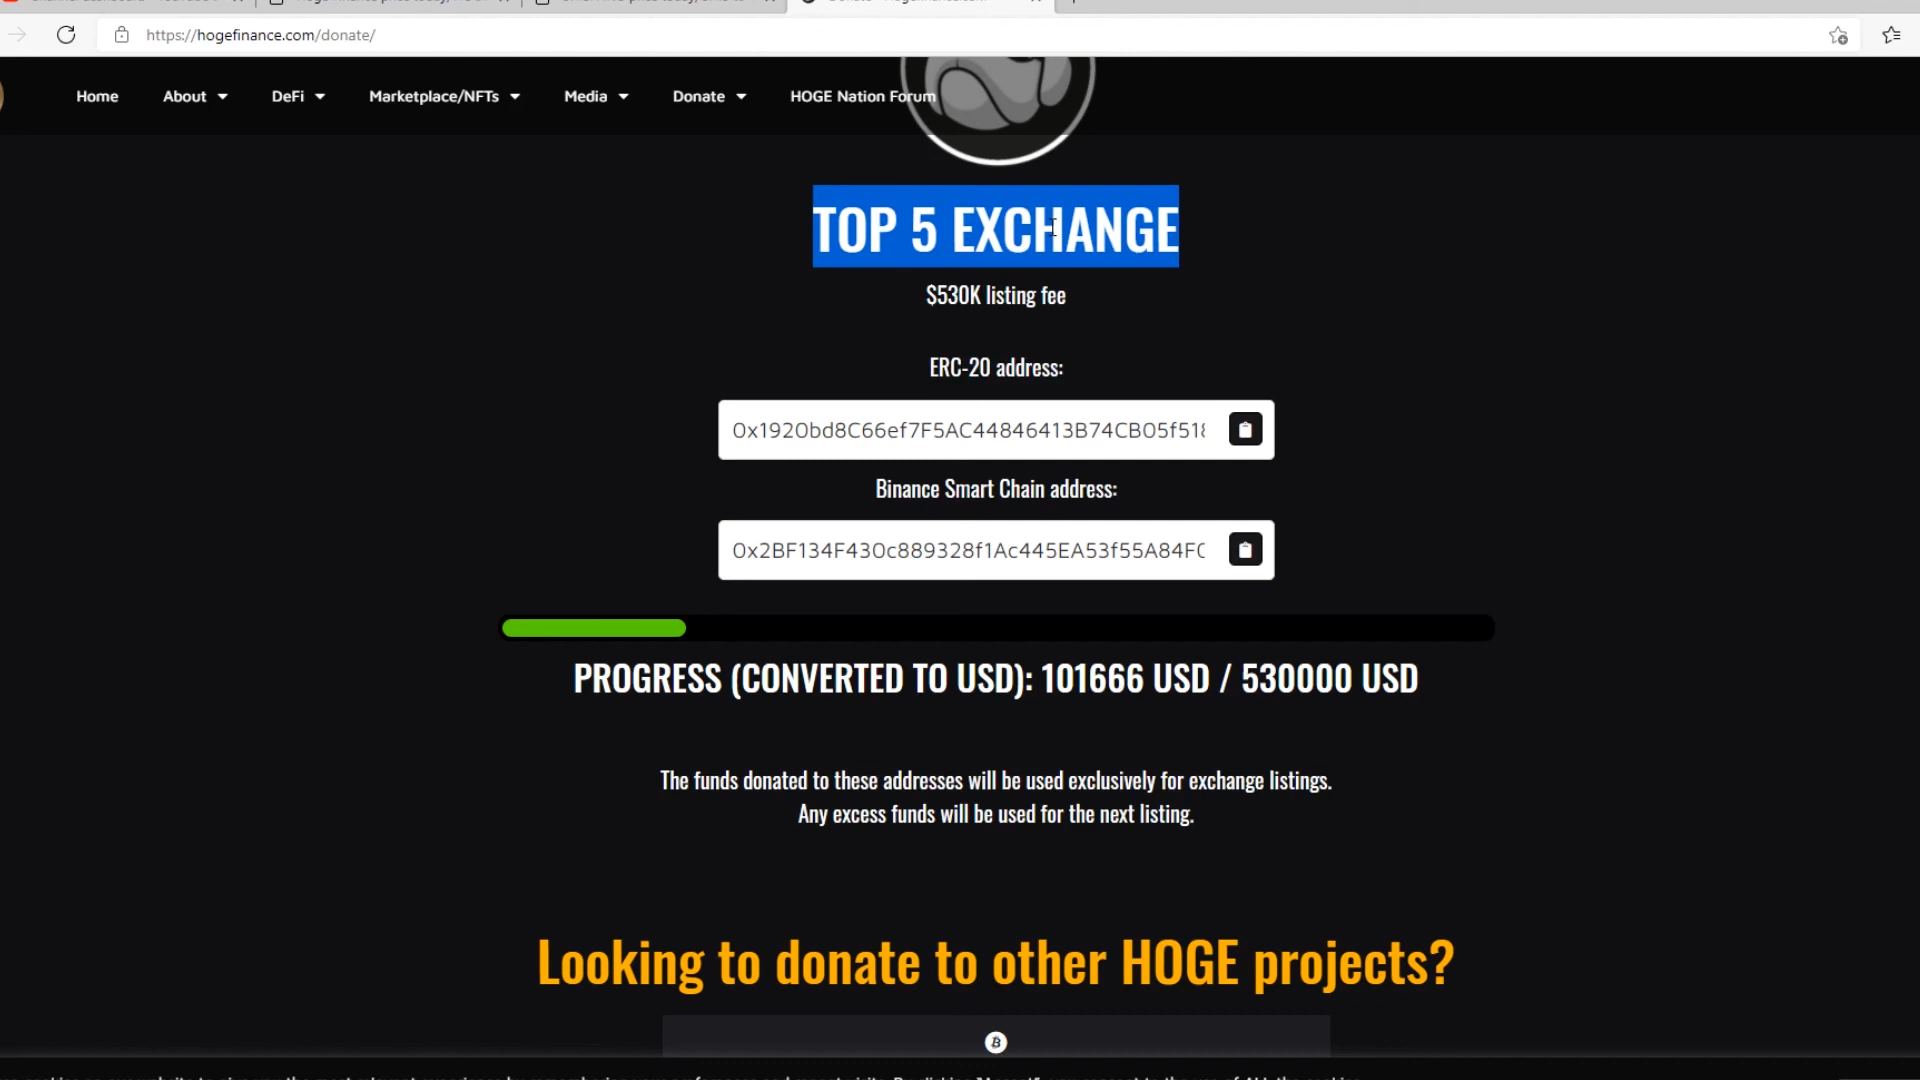 https://hogefinance.com/donate/
Home About DeFi Marketplace/NFTs Media Donate HOGE Nation Forum
TOP 5 EXCHANGE
$530K listing fee
ERC-20 address:
0x1920bd8C66ef7F5AC44846413B74CB05f518
Binance Smart Chain address:
0x2BF134F430c889328f1Ac445EA53f55A84F0
PROGRESS (CONVERTED TO USD): 101666 USD / 530000 USD
The funds donated to these addresses will be used exclusively for exchange listings.
Any excess funds will be used for the next listing.
Looking to donate to other HOGE projects?